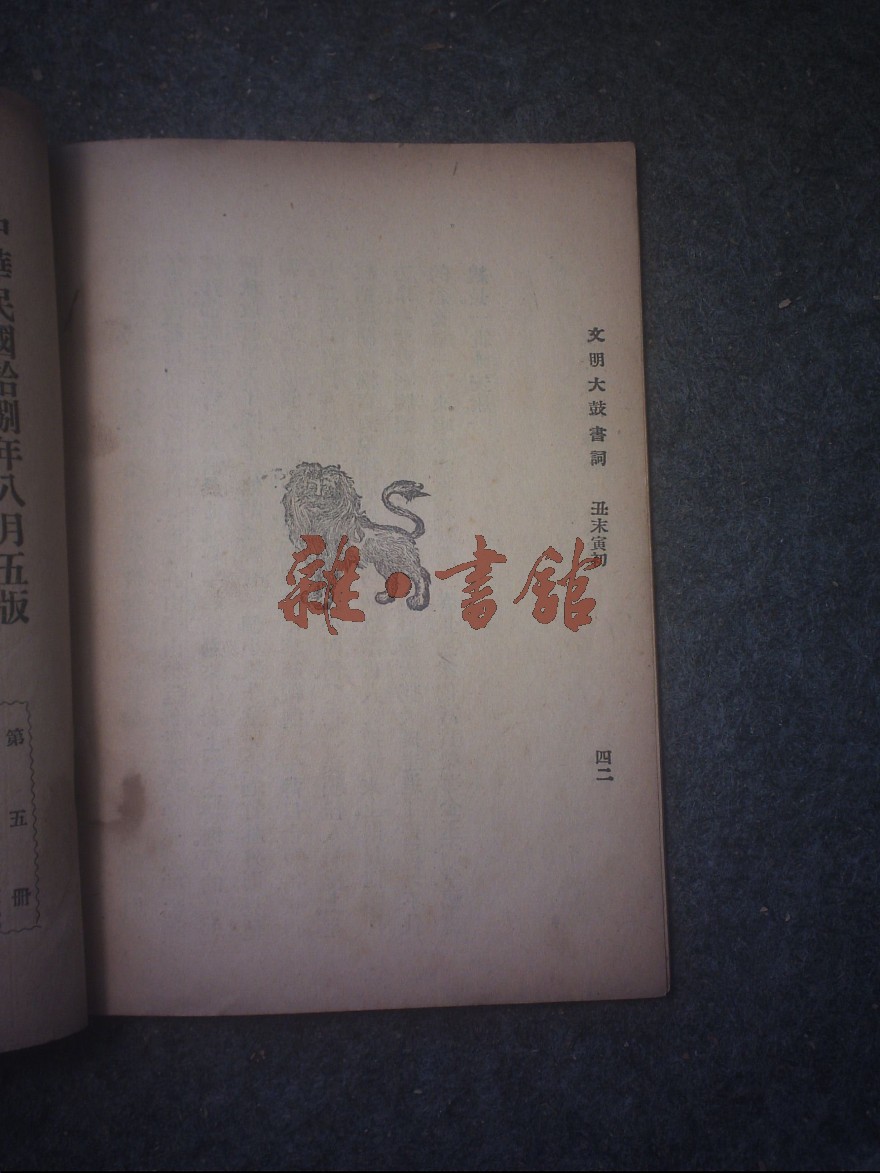 文明大鼓書詞 丑末寅初
四二
雜·書館
中華民國拾捌年八月五版
第五冊